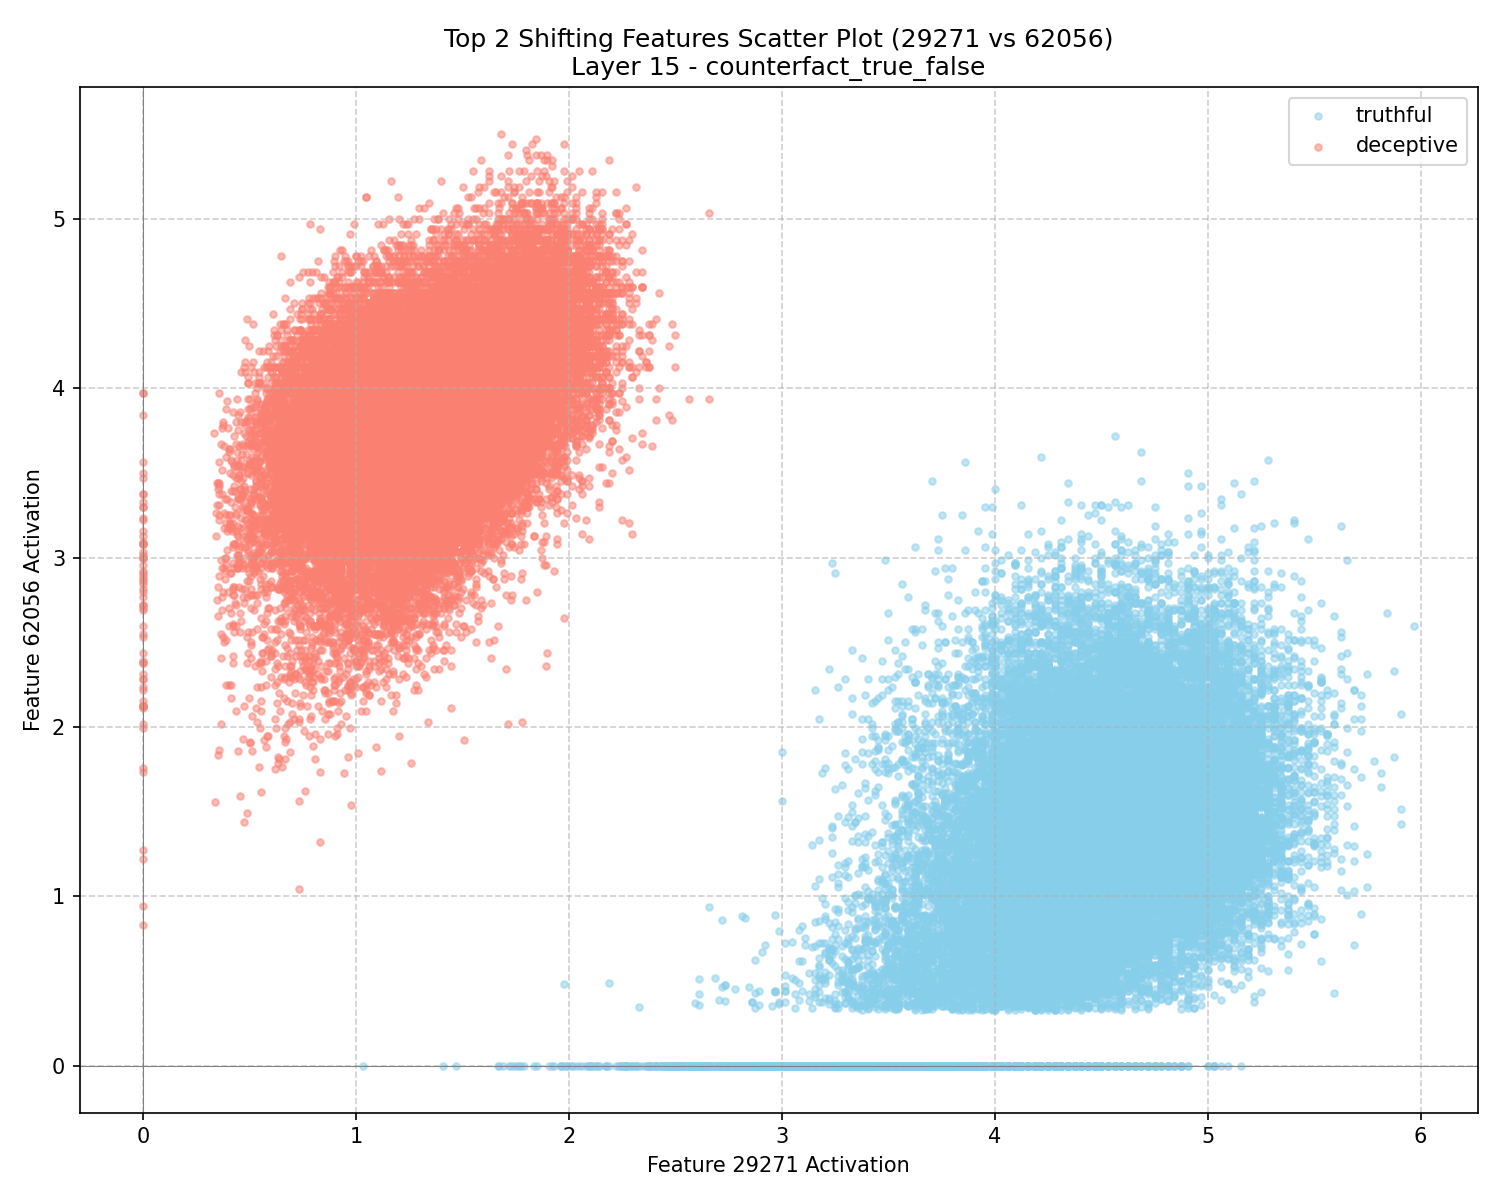 Top 2 Shifting Features Scatter Plot (29271 vs 62056)
Layer 15 - counterfact_true_false
truthful
deceptive
5
4
3
2
1
0
Feature 62056 Activation
0 1 2 3 4 5 6
Feature 29271 Activation